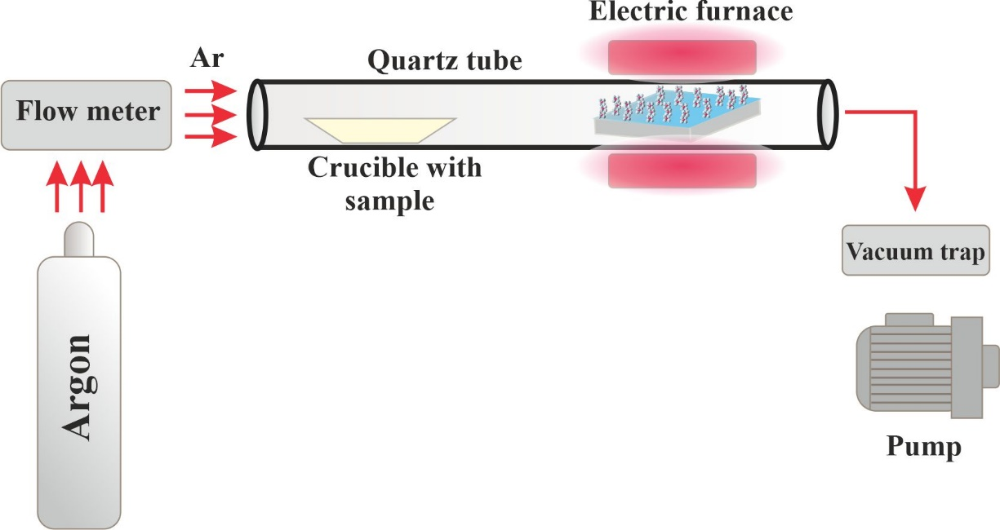 Electric furnace
Ar
Quartz tube
Flow meter
Crucible with
sample
Vacuum trap
Argon
Pump